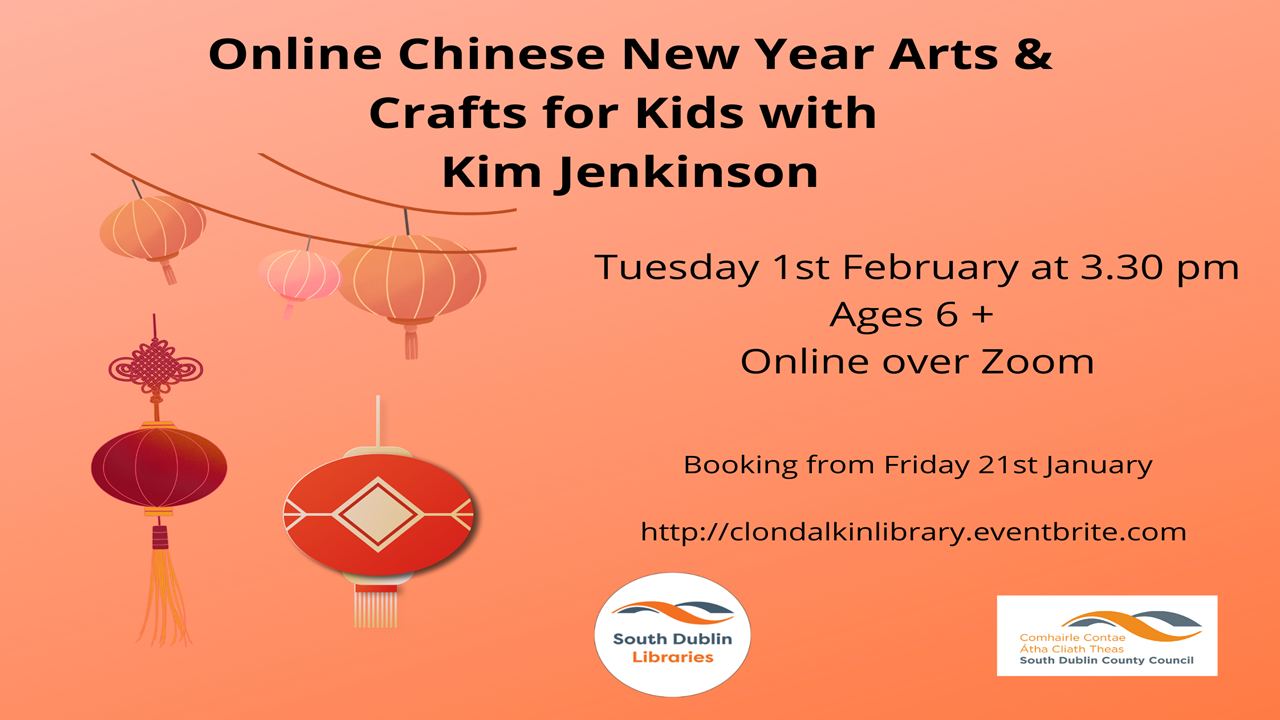 Online Chinese New Year Arts &
Crafts for Kids with
Kim Jenkinson
Tuesday 1st February at 3.30 pm
Ages 6 +
Online over Zoom
Booking from Friday 21st January
http://clondalkinlibrary.eventbrite.com
South Dublin
Libraries
Comhairle Contae
Átha Cliath Theas
South Dublin County Council